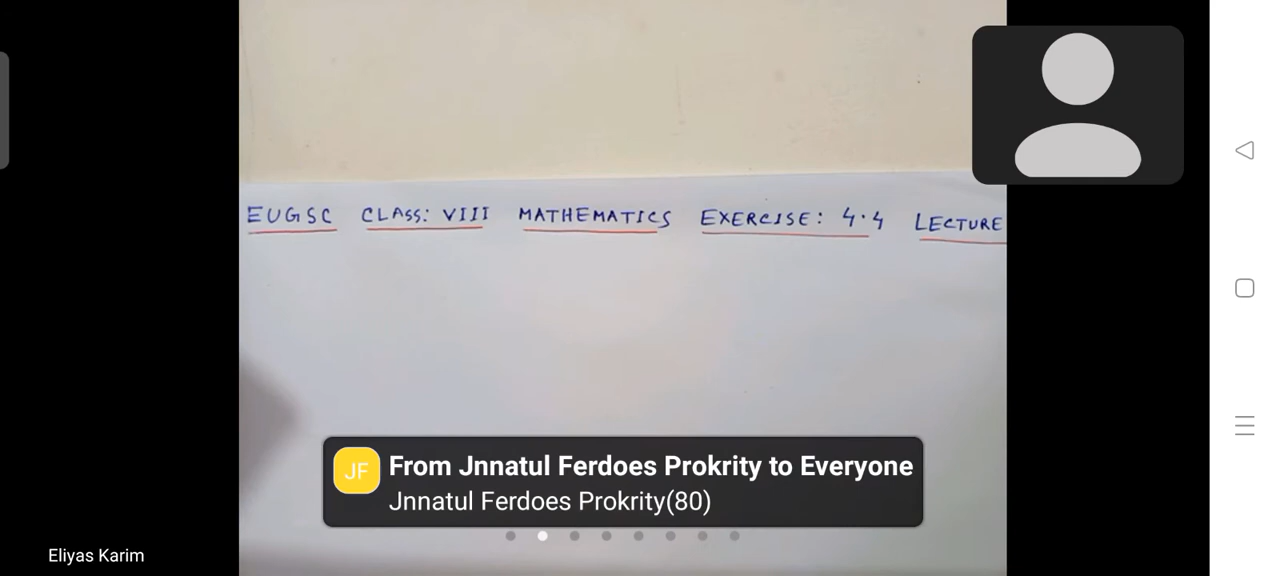 EUGSC CLASS: VIII MATHEMATICS EXERCISE: 4.4 LECTURE
JF
From Jnnatul Ferdoes Prokrity to Everyone
Jnnatul Ferdoes Prokrity(80)
Eliyas Karim